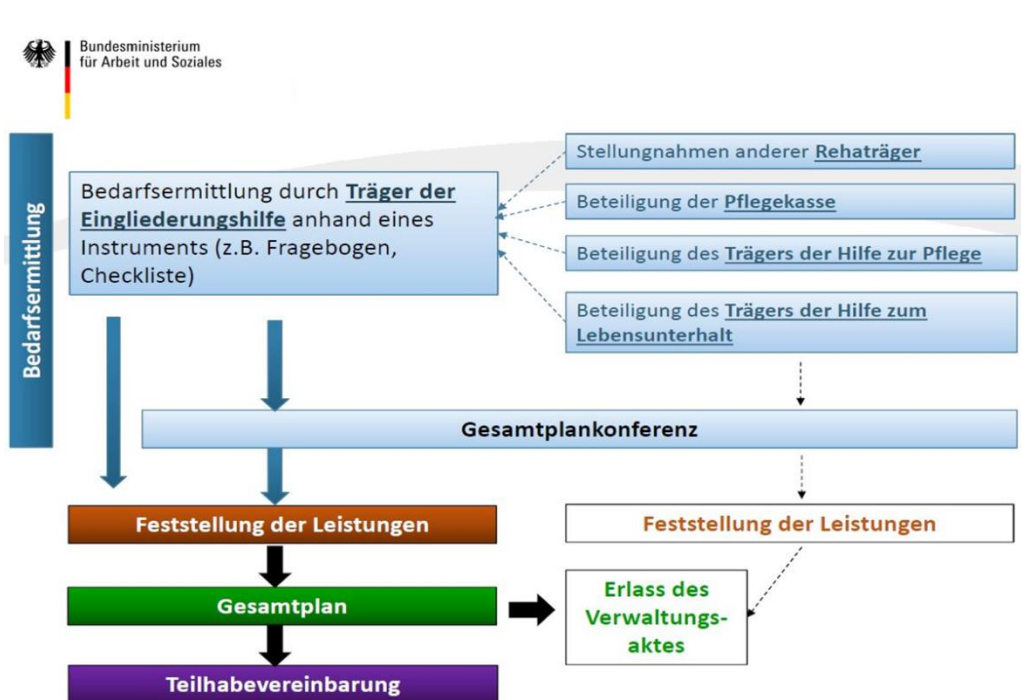 Bundesministerium
für Arbeit und Soziales
Bedarfsermittlung
Bedarfsermittlung durch Träger der
Eingliederungshilfe anhand eines
Instruments (z.B. Fragebogen,
Checkliste)
Stellungnahmen anderer Rehaträger
Beteiligung der Pflegekasse
Beteiligung des Trägers der Hilfe zur Pflege
Beteiligung des Trägers der Hilfe zum
Lebensunterhalt
Gesamtplankonferenz
Feststellung der Leistungen
Feststellung der Leistungen
Gesamtplan
Erlass des
Verwaltungs-
aktes
Teilhabevereinbarung